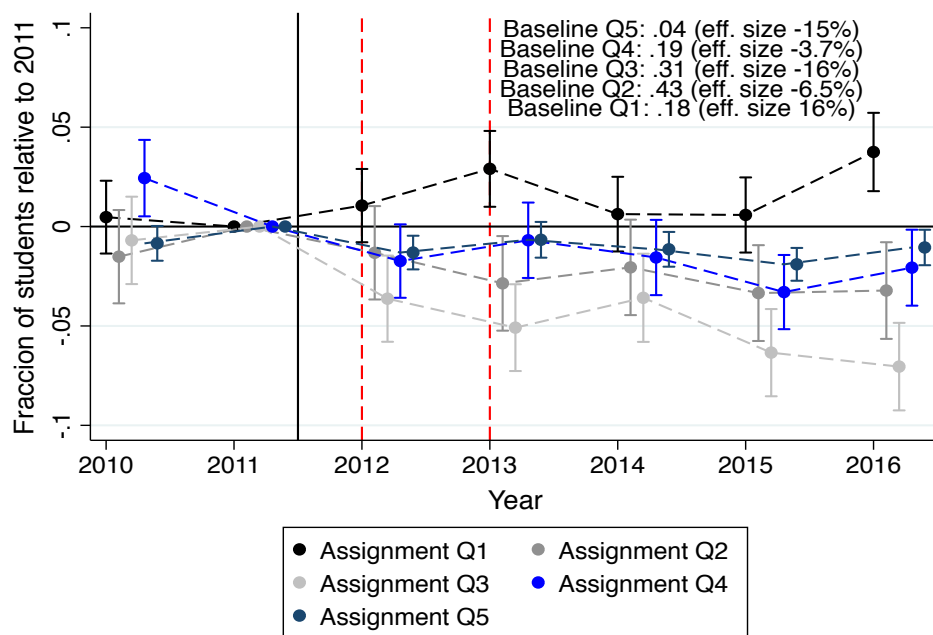 Baseline Q5: .04 (eff. size -15%)
Baseline Q4: .19 (eff. size -3.7%)
Baseline Q3: .31 (eff. size -16%)
Baseline Q2: .43 (eff. size -6.5%)
Baseline Q1: .18 (eff. size 16%)
Fraccion of students relative to 2011
.1
.05
0
-.05
-.1
2010 2011 2012 2013 2014 2015 2016
Year
Assignment Q1 Assignment Q2
Assignment Q3 Assignment Q4
Assignment Q5